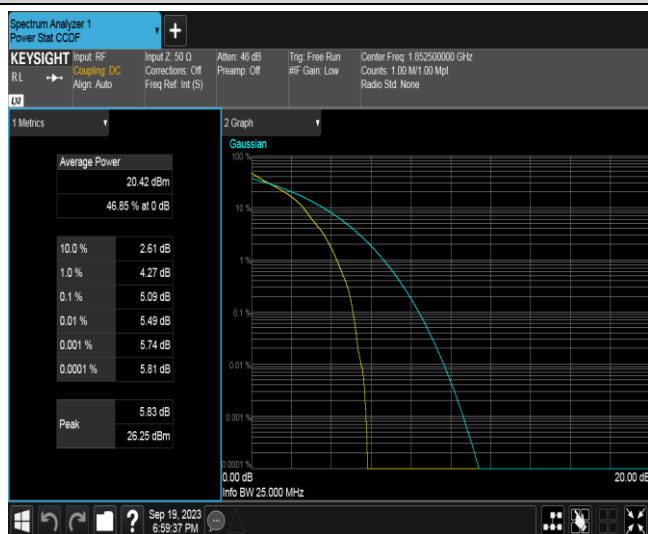 Spectrum Analyzer 1
Power Stat CCDF
+
KEYSIGHT
RL
LXI
Input: RF
Coupling: DC
Align: Auto
Input Z: 50 Ω
Corrections: Off
Freq Ref: Int (S)
Atten: 46 dB
Preamp: Off
Trig: Free Run
#IF Gain: Low
Center Freq: 1.852500000 GHz
Counts: 1.00 M/1.00 Mpt
Radio Std: None
1 Metrics
Average Power
20.42 dBm
46.85 % at 0 dB
10.0 % 2.61 dB
1.0 % 4.27 dB
0.1 % 5.09 dB
0.01 % 5.49 dB
0.001 % 5.74 dB
0.0001 % 5.81 dB
Peak 5.83 dB
26.25 dBm
2 Graph
Gaussian
100 %
10 %
1 %
0.1 %
0.01 %
0.001 %
0.0001 %
0.00 dB 20.00 dB
Info BW 25.000 MHz
?
Sep 19, 2023
6:59:37 PM